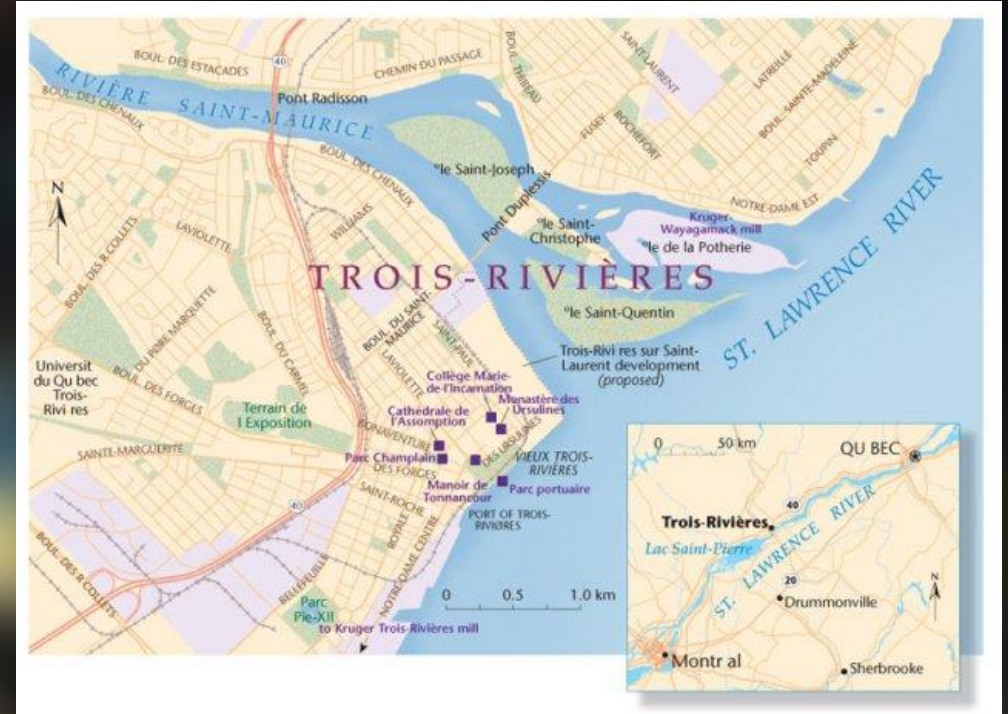 BOUL. DES ESTACADES
40
CHEMIN DU PASSAGE
BOUL. THIBEAU
SAINT-LAURENT
LATREILLE
BOUL. SAINTE-MADELEINE
RIVIÈRE SAINT-MAURICE
BOUL. DES CHENAUX
Pont Radisson
FUSEY
ROCHEFORT
TOUPIN
BOUL. DES CHENAUX
°le Saint-Joseph
N
Pont Duplessis
NOTRE-DAME EST
WILLIAMS
°le Saint-
Christophe
Kruger-
Wayagamack mill
°le de la Potherie
LAVIOLETTE
BOUL. DES R COLLETS
TROIS-RIVIÈRES
ST. LAWRENCE RIVER
°le Saint-Quentin
DU PÈRE-MARQUETTE
BOUL. DU CARMEL
BOUL. DU SAINT-
MAURICE
SAINT-PAUL
LAVIOLETTE
Trois-Rivi res sur Saint-
Laurent development
(proposed)
Universit
du Qu bec
Trois-
Rivi res
BOUL. DES FORGES
Collège Marie-
de-l'Incarnation
Monastère des
Ursulines
Terrain de
l Exposition
Cathédrale de
l'Assomption
BONAVENTURE
DES URSULINES
SAINTE-MARGUERITE
Parc Champlain
DES FORGES
VIEUX TROIS-
RIVIÈRES
Manoir de
Tonnancour
Parc portuaire
40
SAINT-ROCH
ROYALE
PORT OF TROIS-
RIVIØRES
NOTRE-DAME CENTRE
BOUL. DES R COLLETS
BELLEFEUILLE
0 0.5 1.0 km
Parc
Pie-XII
to Kruger Trois-Rivières mill
0 50 km
QU BEC
40
Trois-Rivières
Lac Saint-Pierre
ST. LAWRENCE RIVER
20
N
Drummonville
Montr al
Sherbrooke